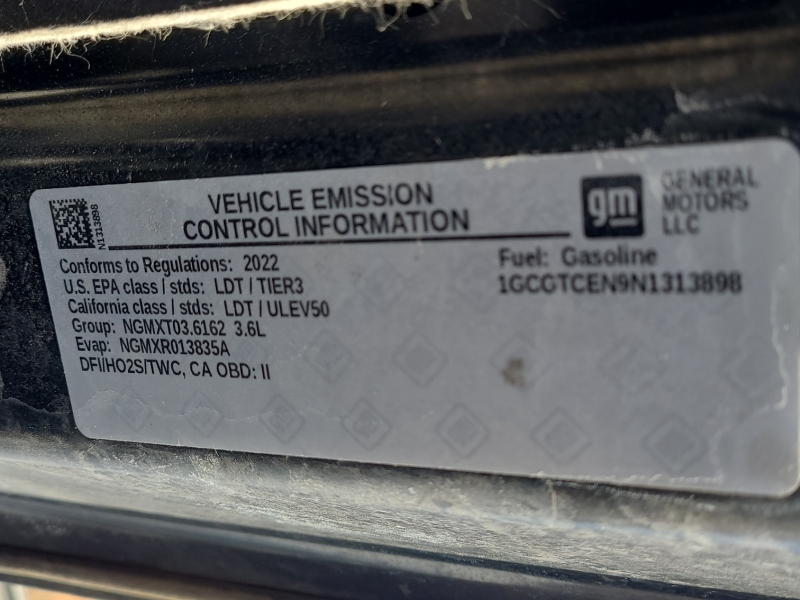 N1313898
VEHICLE EMISSION
CONTROL INFORMATION
gm
GENERAL
MOTORS
LLC
Conforms to Regulations: 2022
U.S. EPA class / stds: LDT / TIER3
California class / stds: LDT / ULEV50
Group: NGMXT03.6162 3.6L
Evap: NGMXR013835A
DFI/HO2S/TWC, CA OBD: II
Fuel: Gasoline
1GCGTCEN9N1313898